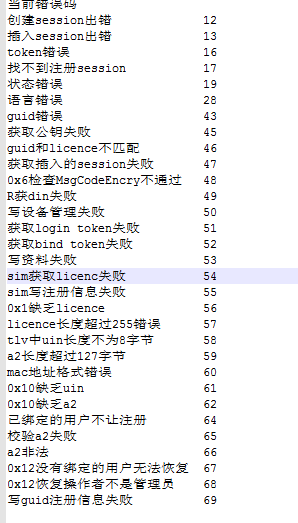 当前错误码
创建session出错 12
插入session出错 13
token错误 16
找不到注册session 17
状态错误 19
语言错误 28
guid错误 43
获取公钥失败 45
guid和licence不匹配 46
获取插入的session失败 47
0x6检查MsgCodeEncry不通过 48
R获din失败 49
写设备管理失败 50
获取login token失败 51
获取bind token失败 52
写资料失败 53
sim获取licenc失败 54
sim写注册信息失败 55
0x1缺乏licence 56
licence长度超过255错误 57
tlv中uin长度不为8字节 58
a2长度超过127字节 59
mac地址格式错误 60
0x10缺乏uin 61
0x10缺乏a2 62
已绑定的用户不让注册 64
校验a2失败 65
a2非法 66
0x12没有绑定的用户无法恢复 67
0x12恢复操作者不是管理员 68
写guid注册信息失败 69